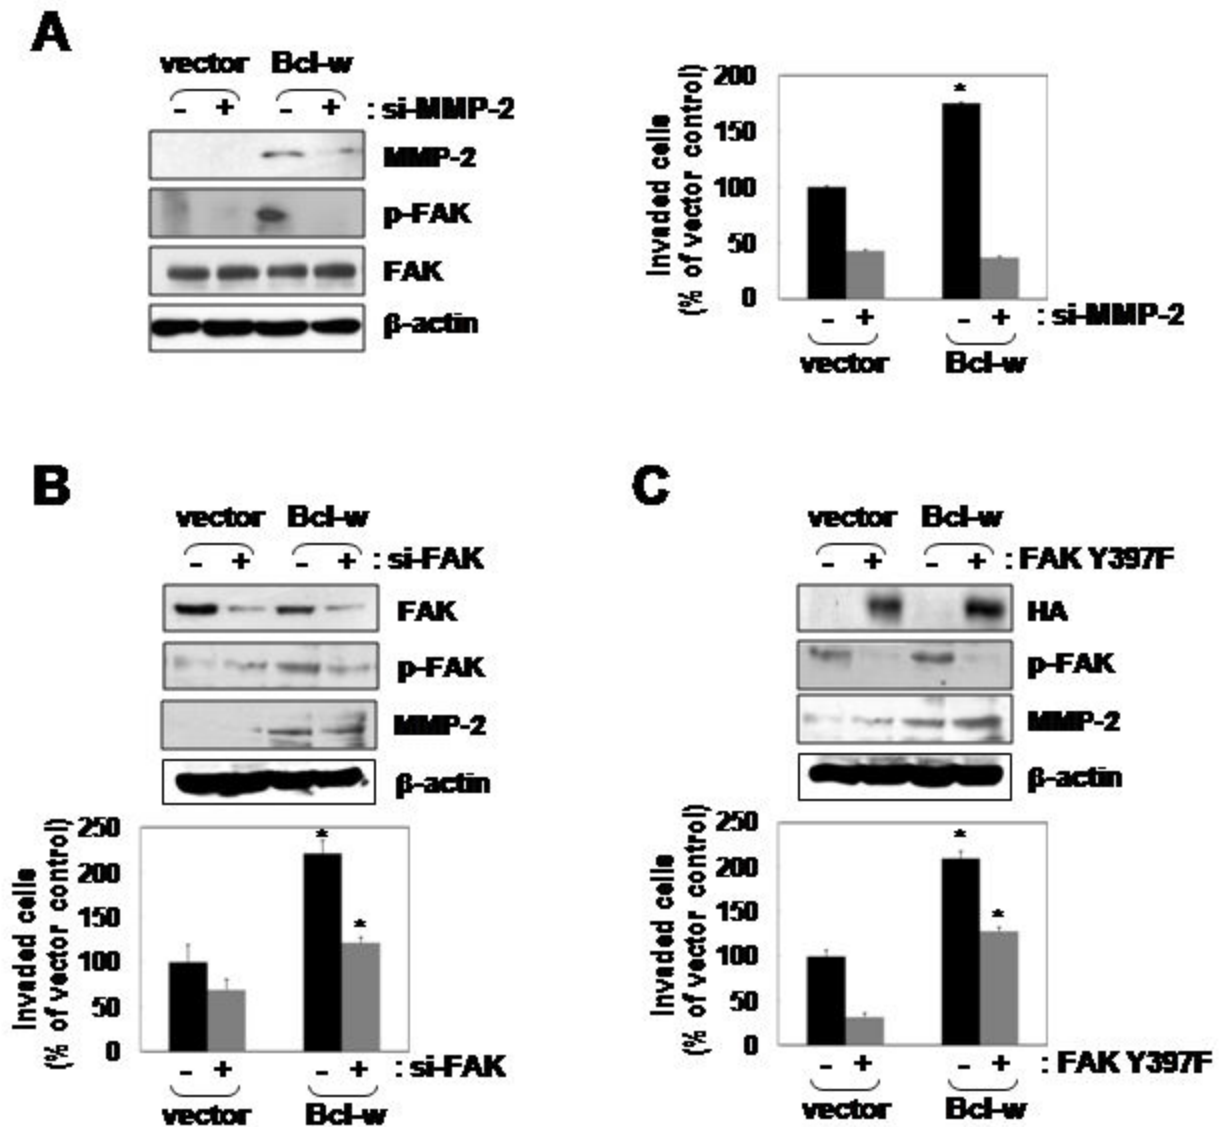 A
vector Bcl-w
- + - + : si-MMP-2
MMP-2
p-FAK
FAK
β-actin
Invaded cells
(% of vector control)
200
150
100
50
0
*
- + - + : si-MMP-2
vector Bcl-w
B
vector Bcl-w
- + - + : si-FAK
FAK
p-FAK
MMP-2
β-actin
Invaded cells
(% of vector control)
250
200
150
100
50
0
*
*
- + - + : si-FAK
vector Bcl-w
C
vector Bcl-w
- + - + : FAK Y397F
HA
p-FAK
MMP-2
β-actin
Invaded cells
(% of vector control)
250
200
150
100
50
0
*
*
- + - + : FAK Y397F
vector Bcl-w